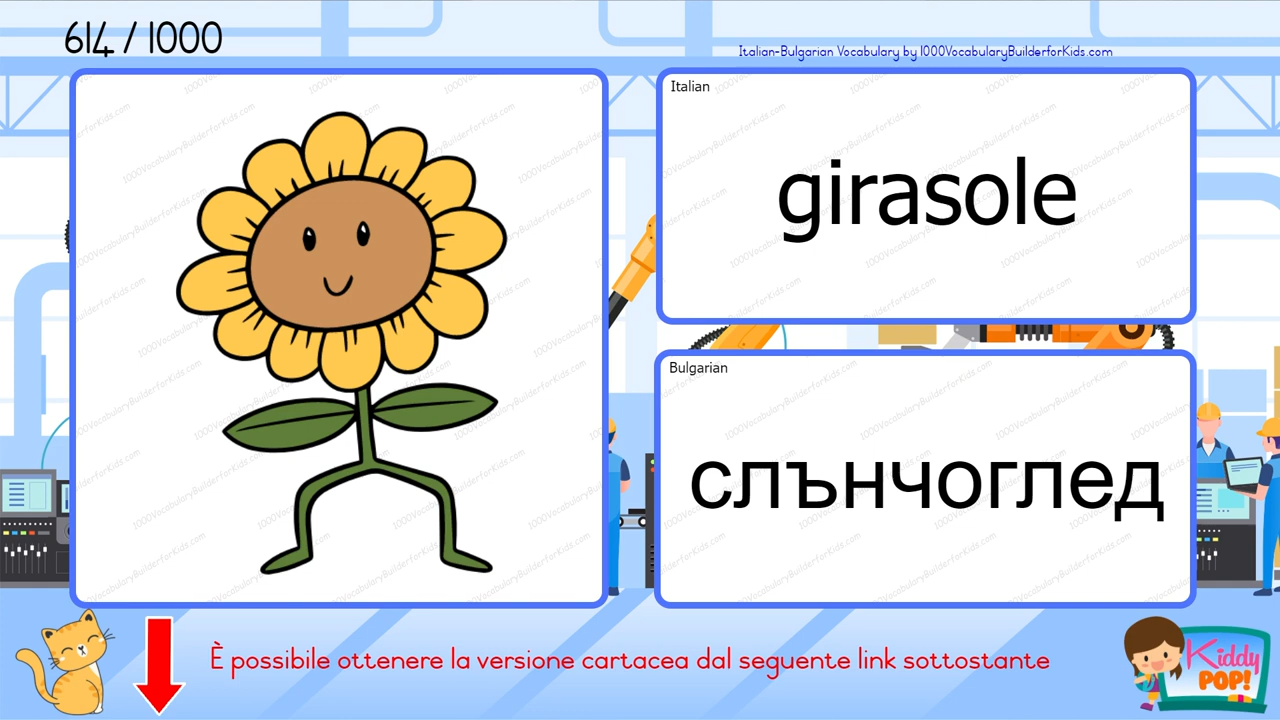 614 / 1000
Italian-Bulgarian Vocabulary by 1000VocabularyBuilderforKids.com
Italian
girasole
Bulgarian
слънчоглед
È possibile ottenere la versione cartacea dal seguente link sottostante
Kiddy
POP!